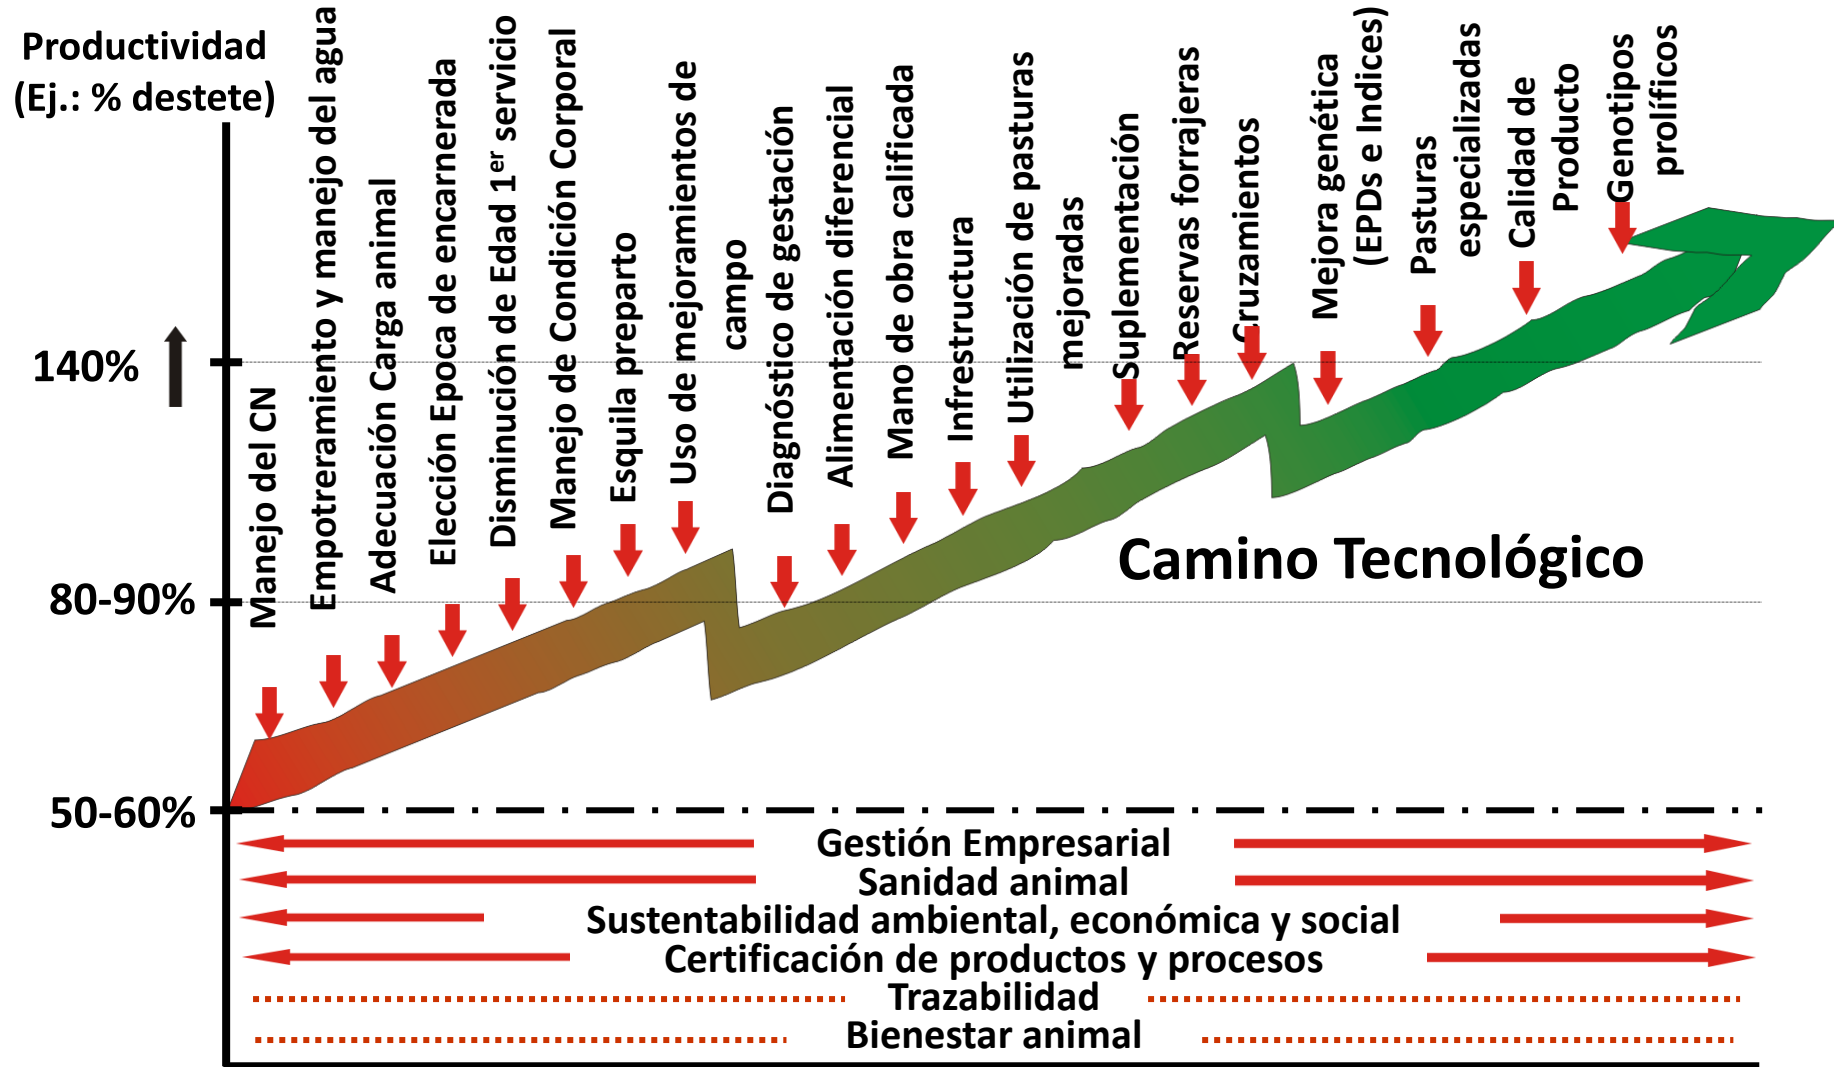 Productividad
(Ej.: % destete)
140%
80-90%
50-60%
Manejo del CN
Empotreramiento y manejo del agua
Adecuación Carga animal
Elección Epoca de encarnerada
Disminución de Edad 1er servicio
Manejo de Condición Corporal
Esquila preparto
Uso de mejoramientos de
campo
Diagnóstico de gestación
Alimentación diferencial
Mano de obra calificada
Infrestructura
Utilización de pasturas
mejoradas
Suplementación
Reservas forrajeras
Cruzamientos
Mejora genética
(EPDs e Indices)
Pasturas
especializadas
Calidad de
Producto
Genotipos
prolíficos
Camino Tecnológico
Gestión Empresarial
Sanidad animal
Sustentabilidad ambiental, económica y social
Certificación de productos y procesos
Trazabilidad
Bienestar animal